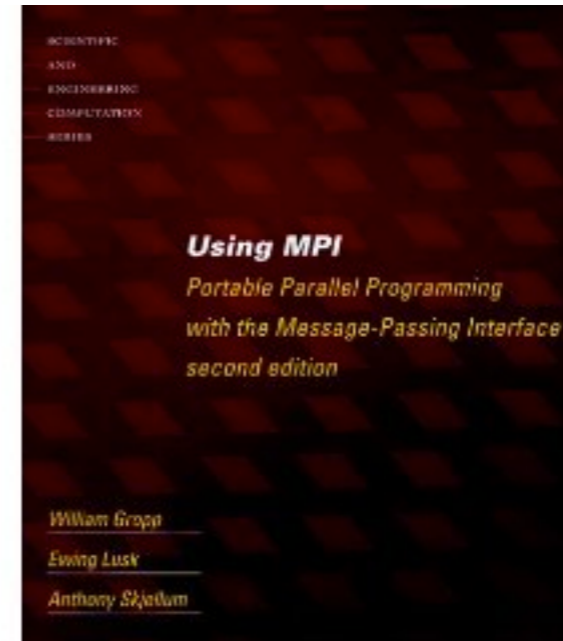 SCIENTIFIC
AND
ENGINEERING
COMPUTATION
SERIES
Using MPI
Portable Parallel Programming
with the Message-Passing Interface
second edition
William Gropp
Ewing Lusk
Anthony Skjellum